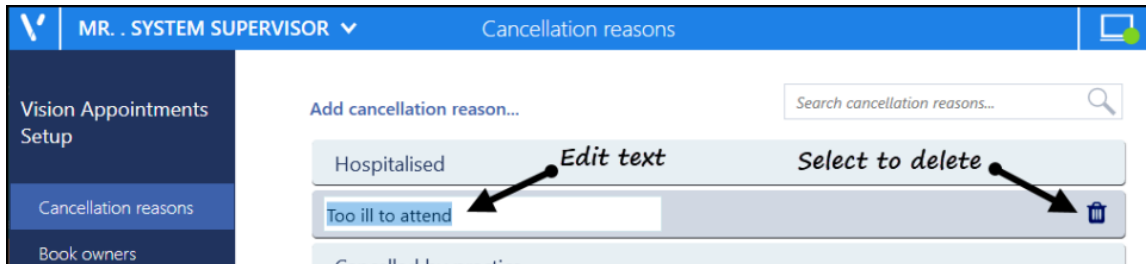 MR. . SYSTEM SUPERVISOR
Cancellation reasons
Vision Appointments
Setup
Add cancellation reason...
Search cancellation reasons...
Hospitalised
Edit text
Select to delete
Cancellation reasons
Too ill to attend
Book owners